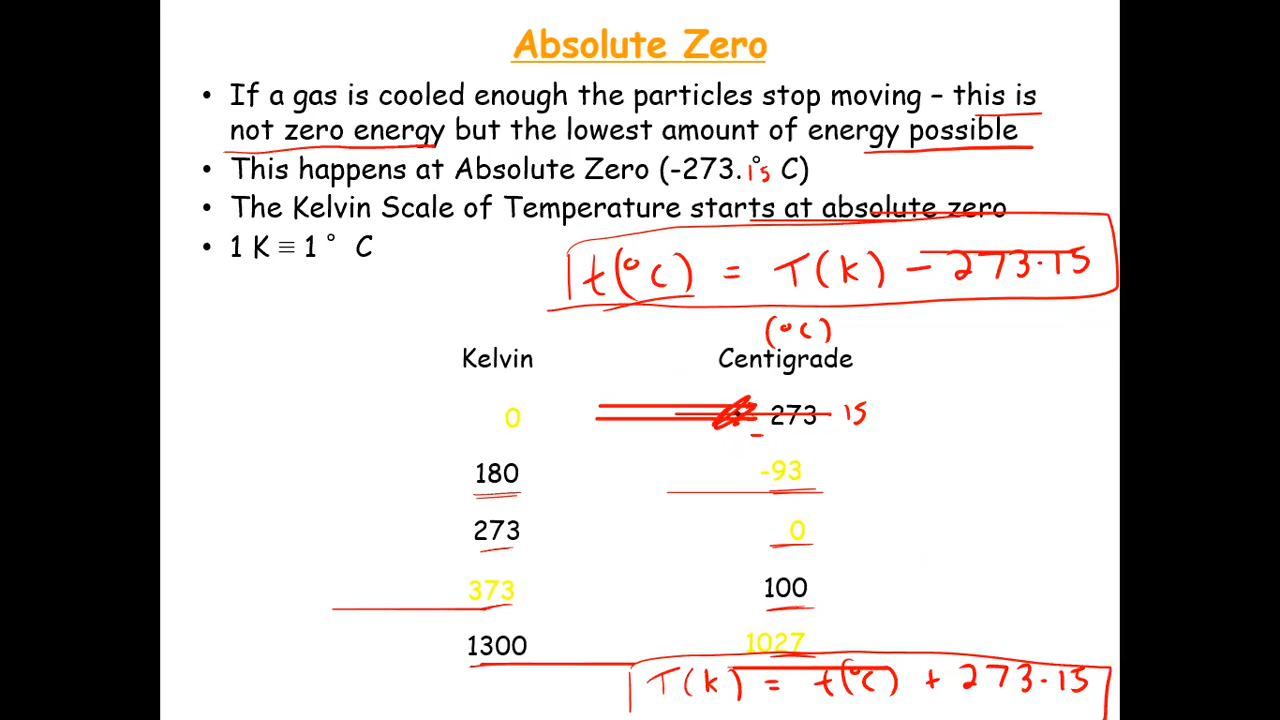 Absolute Zero
• If a gas is cooled enough the particles stop moving – this is
not zero energy but the lowest amount of energy possible
• This happens at Absolute Zero (-273.15° C)
• The Kelvin Scale of Temperature starts at absolute zero
• 1 K ≡ 1° C
t(°C) = T(K) - 273.15
(°C)
Kelvin Centigrade
0 - 273 15
180 -93
273 0
373 100
1300 1027
T(K) = t(°C) + 273.15